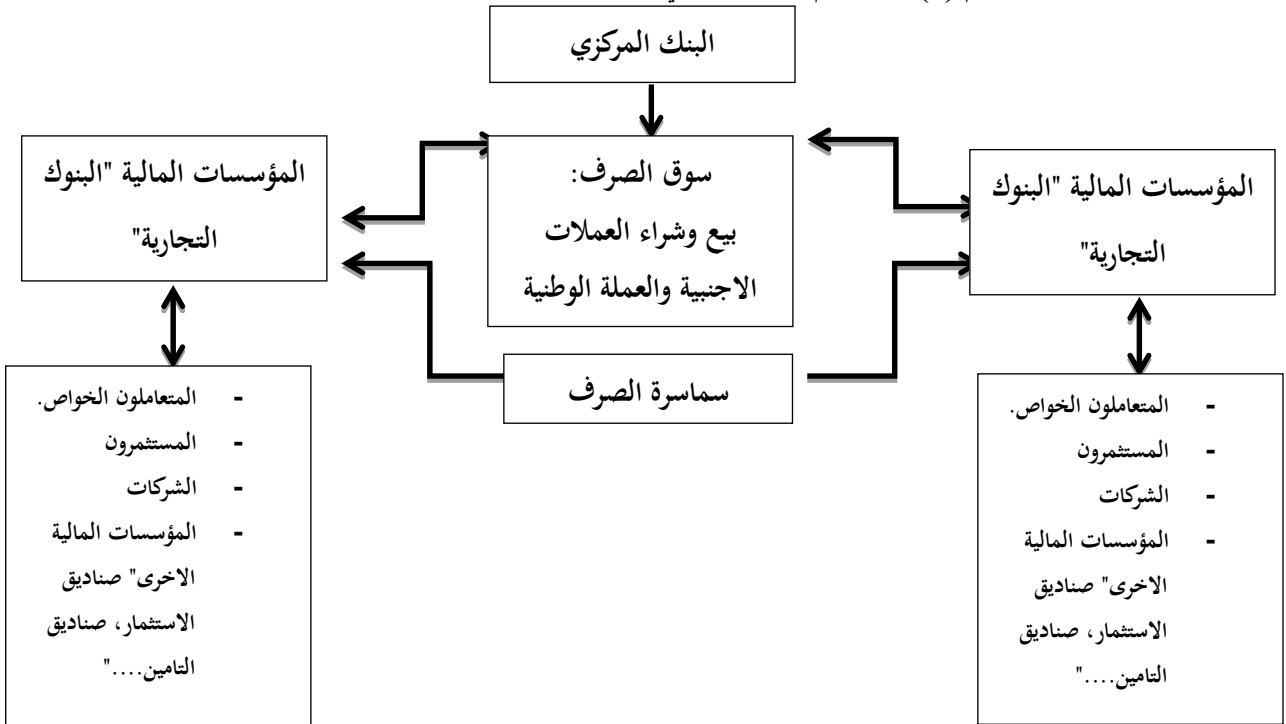 البنك المركزي
سوق الصرف:
بيع وشراء العملات
الاجنبية والعملة الوطنية
المؤسسات المالية "البنوك
التجارية"
المؤسسات المالية "البنوك
التجارية"
سماسرة الصرف
- المتعاملون الخواص.
- المستثمرون
- الشركات
- المؤسسات المالية
الاخرى" صناديق
الاستثمار، صناديق
التامين...."
- المتعاملون الخواص.
- المستثمرون
- الشركات
- المؤسسات المالية
الاخرى" صناديق
الاستثمار، صناديق
التامين...."